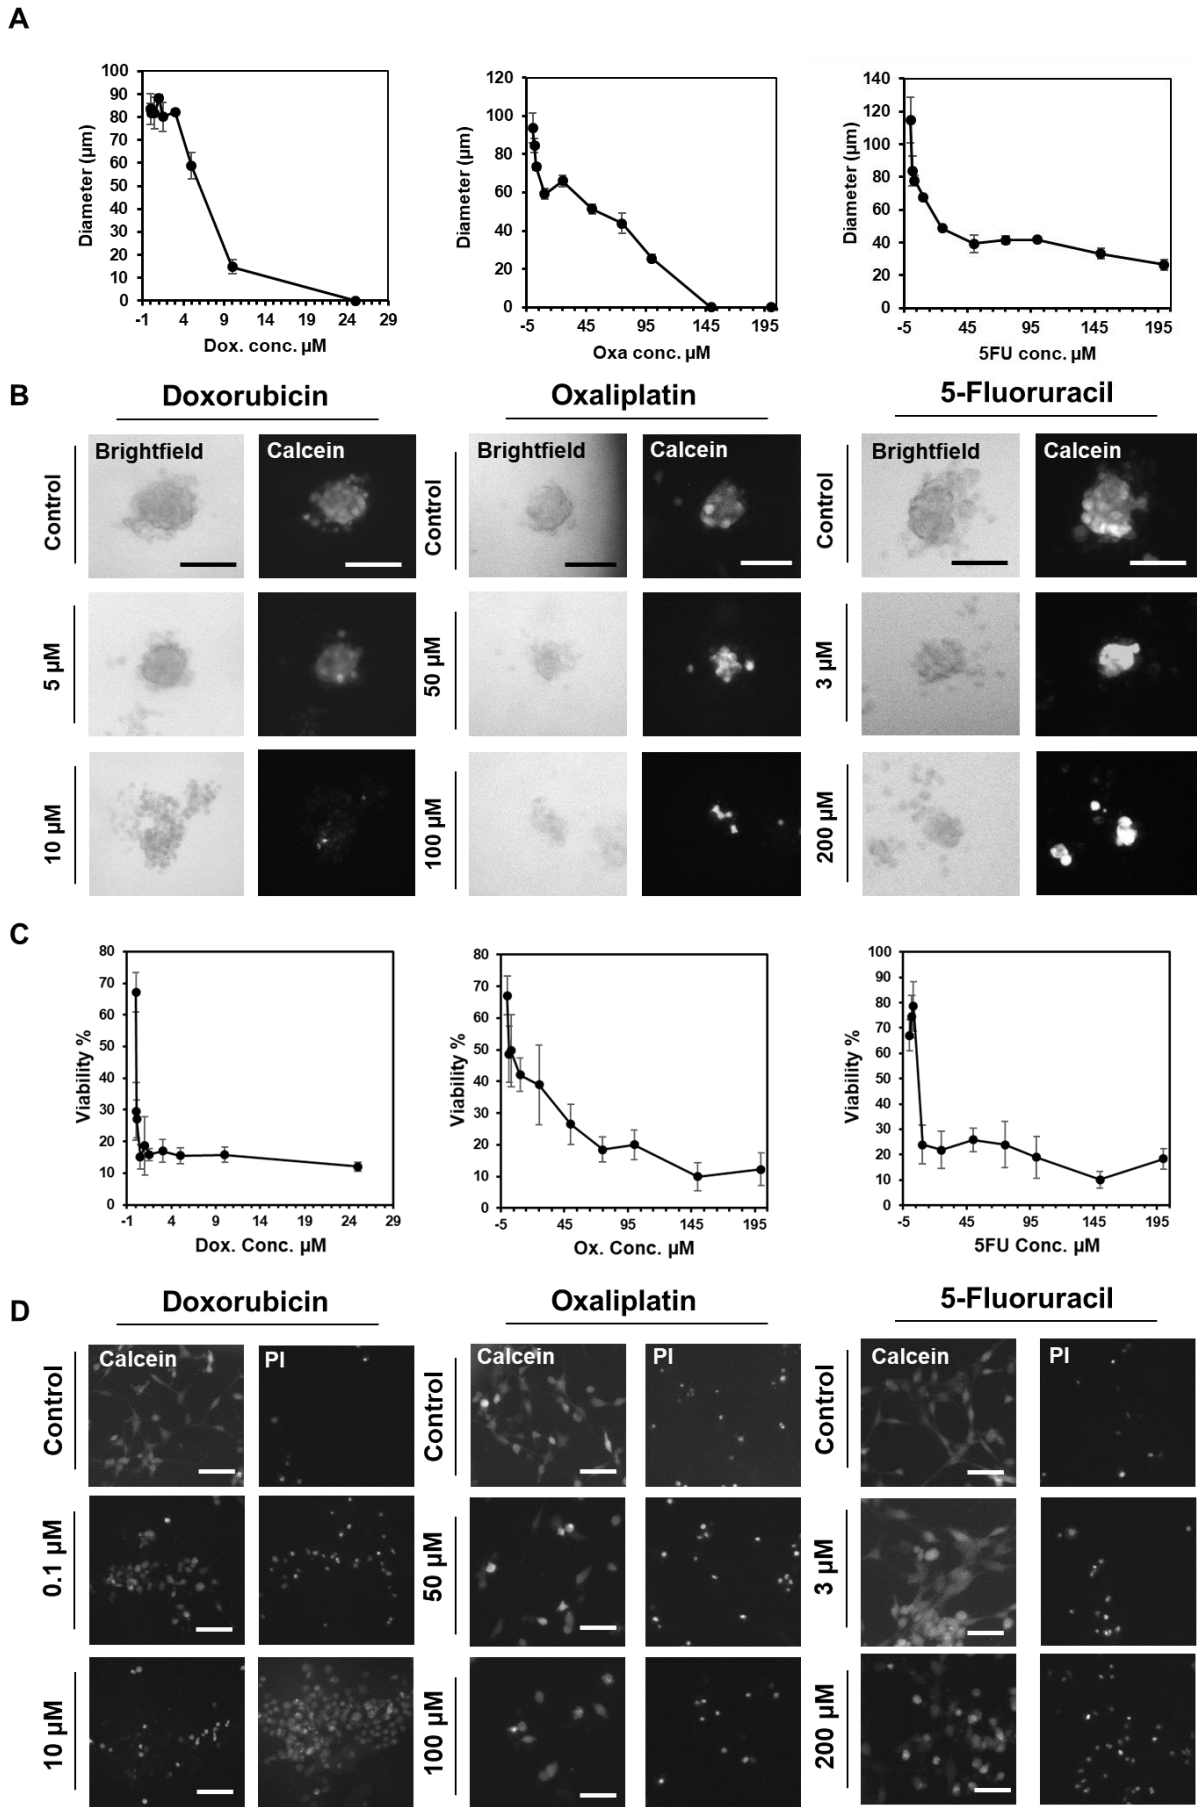 A
100
90
80
70
60
50
40
30
20
10
0
Diameter (µm)
-1 4 9 14 19 24 29
Dox. conc. µM
120
100
80
60
40
20
0
Diameter (µm)
-5 45 95 145 195
Oxa conc. µM
140
120
100
80
60
40
20
0
Diameter (µm)
-5 45 95 145 195
5FU conc. µM
B
Doxorubicin Oxaliplatin 5-Fluoruracil
Control Brightfield Calcein Control Brightfield Calcein Control Brightfield Calcein
5 µM 50 µM 3 µM
10 µM 100 µM 200 µM
C
80
70
60
50
40
30
20
10
0
Viability %
-1 4 9 14 19 24 29
Dox. Conc. µM
80
70
60
50
40
30
20
10
0
Viability %
-5 45 95 145 195
Ox. Conc. µM
100
90
80
70
60
50
40
30
20
10
0
Viability %
-5 45 95 145 195
5FU Conc. µM
D
Doxorubicin Oxaliplatin 5-Fluoruracil
Control Calcein PI Control Calcein PI Control Calcein PI
0.1 µM 50 µM 3 µM
10 µM 100 µM 200 µM